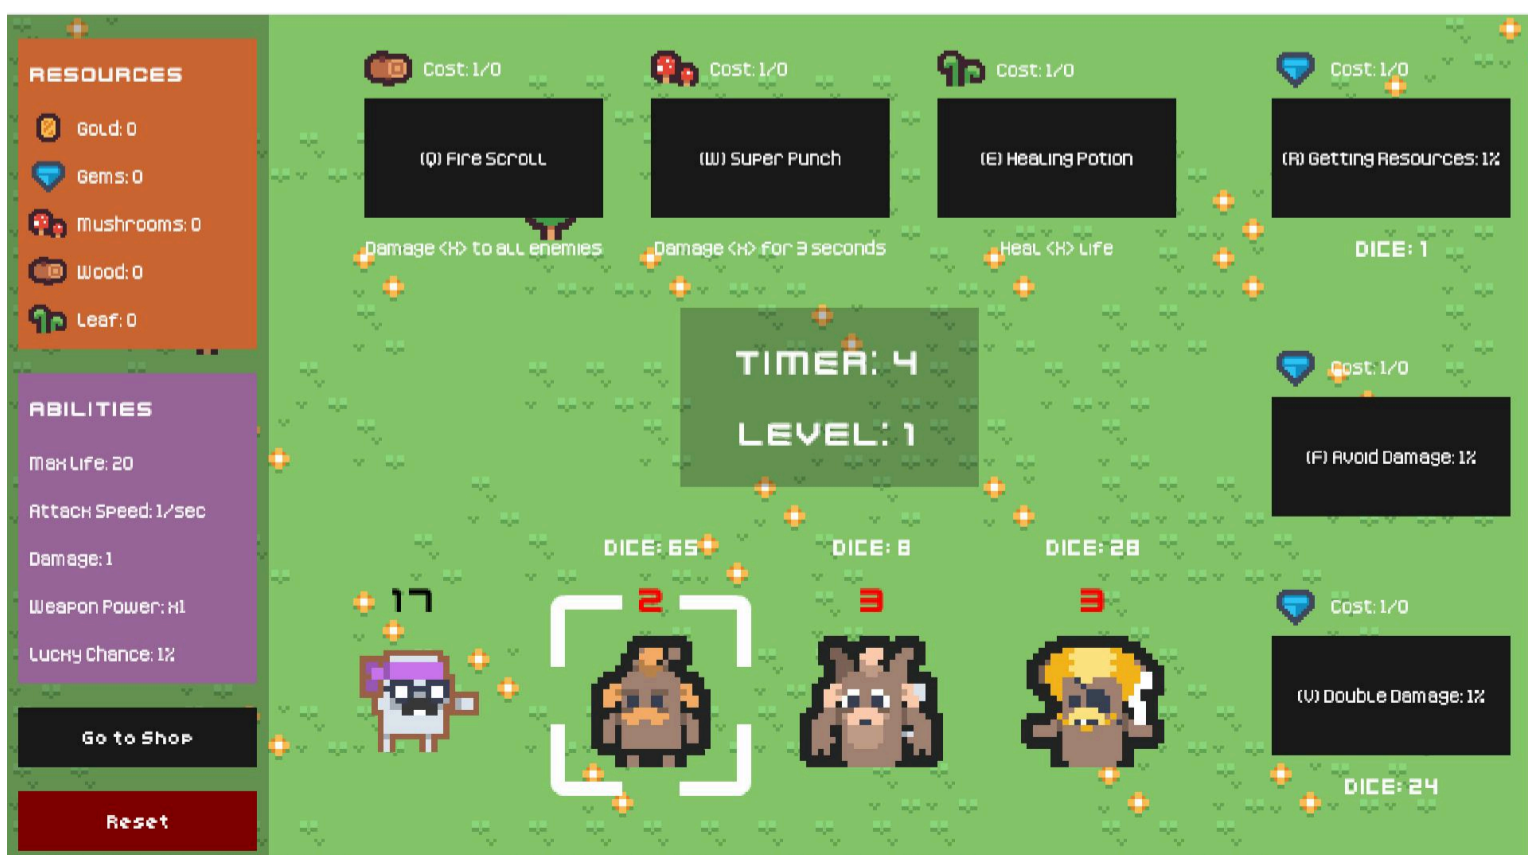 RESOURCES
Gold: 0
Gems: 0
Mushrooms: 0
Wood: 0
Leaf: 0
ABILITIES
Max Life: 20
Attack Speed: 1/sec
Damage: 1
Weapon Power: x1
Lucky Chance: 1%
Go to Shop
Reset
Cost: 1/0
(Q) Fire Scroll
Damage <X> to all enemies
Cost: 1/0
(W) Super Punch
Damage <X> for 3 seconds
Cost: 1/0
(E) Healing Potion
Heal <X> Life
Cost: 1/0
(R) Getting Resources: 1%
DICE: 1
TIMER: 4
LEVEL: 1
Cost: 1/0
(F) Avoid Damage: 1%
DICE: 65
DICE: 8
DICE: 28
17
2
3
3
Cost: 1/0
(V) Double Damage: 1%
DICE: 24